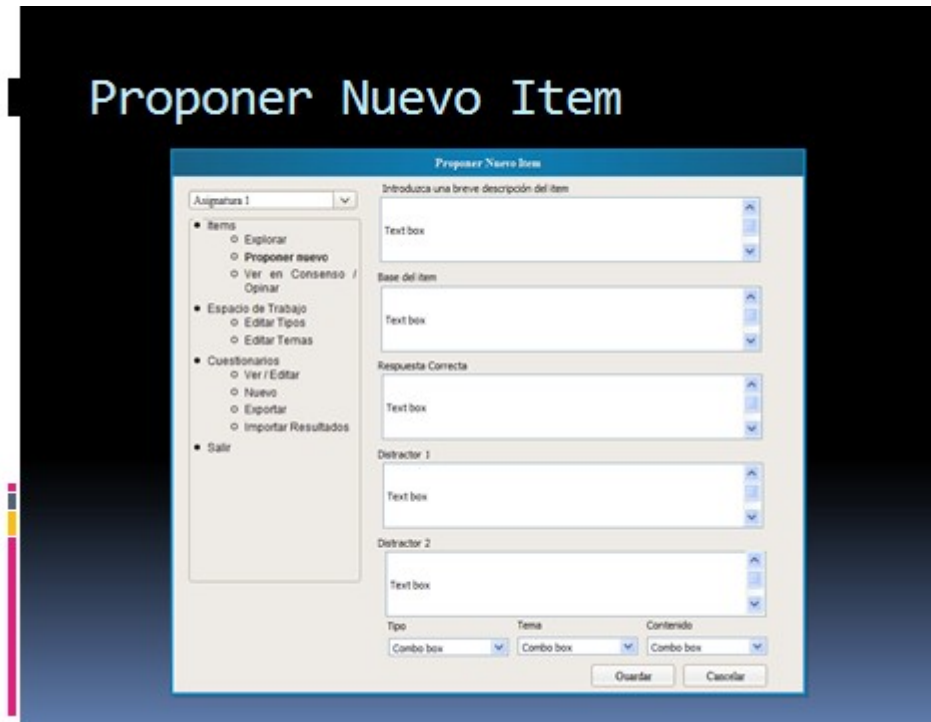 Proponer Nuevo Item
Proponer Nuevo Item
Asignatura 1
Items
Explorar
Proponer nuevo
Ver en Consenso /
Opinar
Espacio de Trabajo
Editar Tipos
Editar Temas
Cuestionarios
Ver / Editar
Nuevo
Exportar
Importar Resultados
Salir
Introduzca una breve descripción del item
Text box
Base del item
Text box
Respuesta Correcta
Text box
Distractor 1
Text box
Distractor 2
Text box
Tipo Tema Contenido
Combo box Combo box Combo box
Guardar Cancelar